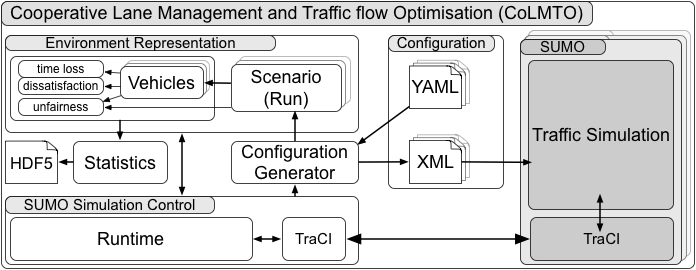 Cooperative Lane Management and Traffic flow Optimisation (CoLMTO)
Environment Representation
time loss
dissatisfaction
unfairness
Vehicles
Scenario
(Run)
Configuration
YAML
XML
SUMO
Traffic Simulation
TraCI
HDF5
Statistics
Configuration
Generator
SUMO Simulation Control
Runtime
TraCI